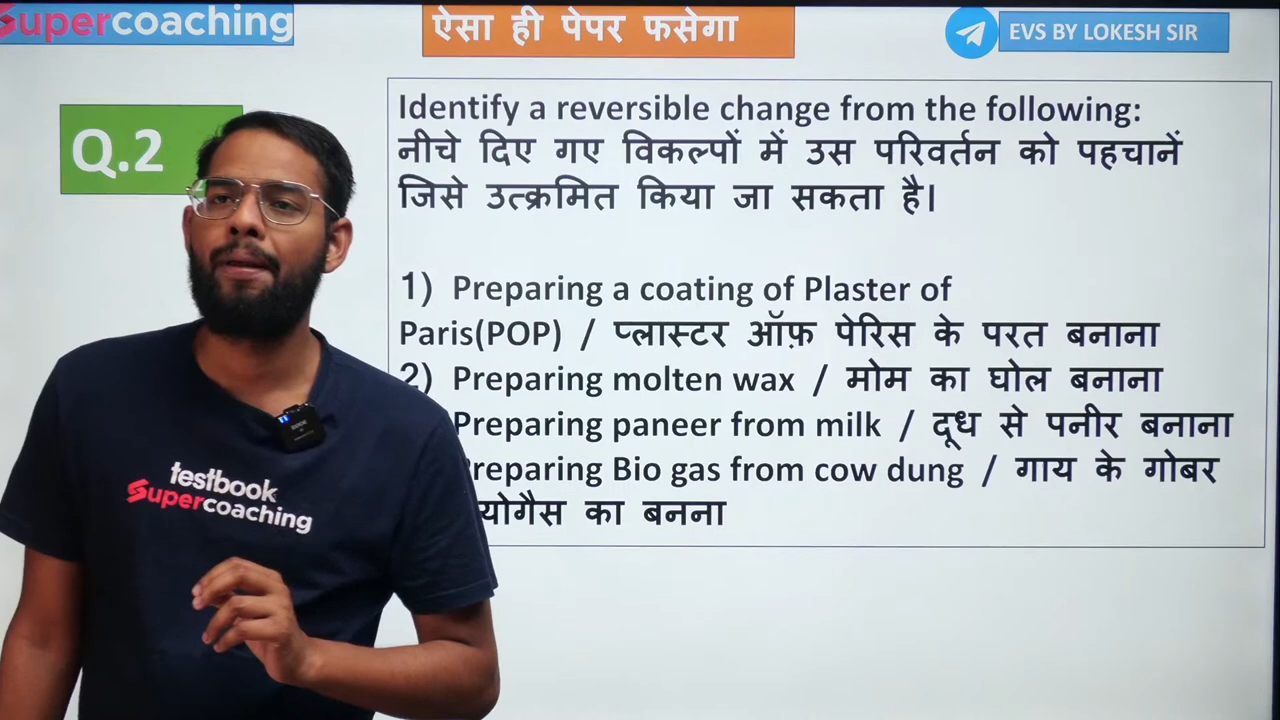 Supercoaching
ऐसा ही पेपर फसेगा
EVS BY LOKESH SIR
Q.2
Identify a reversible change from the following:
नीचे दिए गए विकल्पों में उस परिवर्तन को पहचानें
जिसे उत्क्रमित किया जा सकता है।
1) Preparing a coating of Plaster of
Paris(POP) / प्लास्टर ऑफ़ पेरिस के परत बनाना
2) Preparing molten wax / मोम का घोल बनाना
Preparing paneer from milk / दूध से पनीर बनाना
reparing Bio gas from cow dung / गाय के गोबर
योगैस का बनना
testbook
Supercoaching